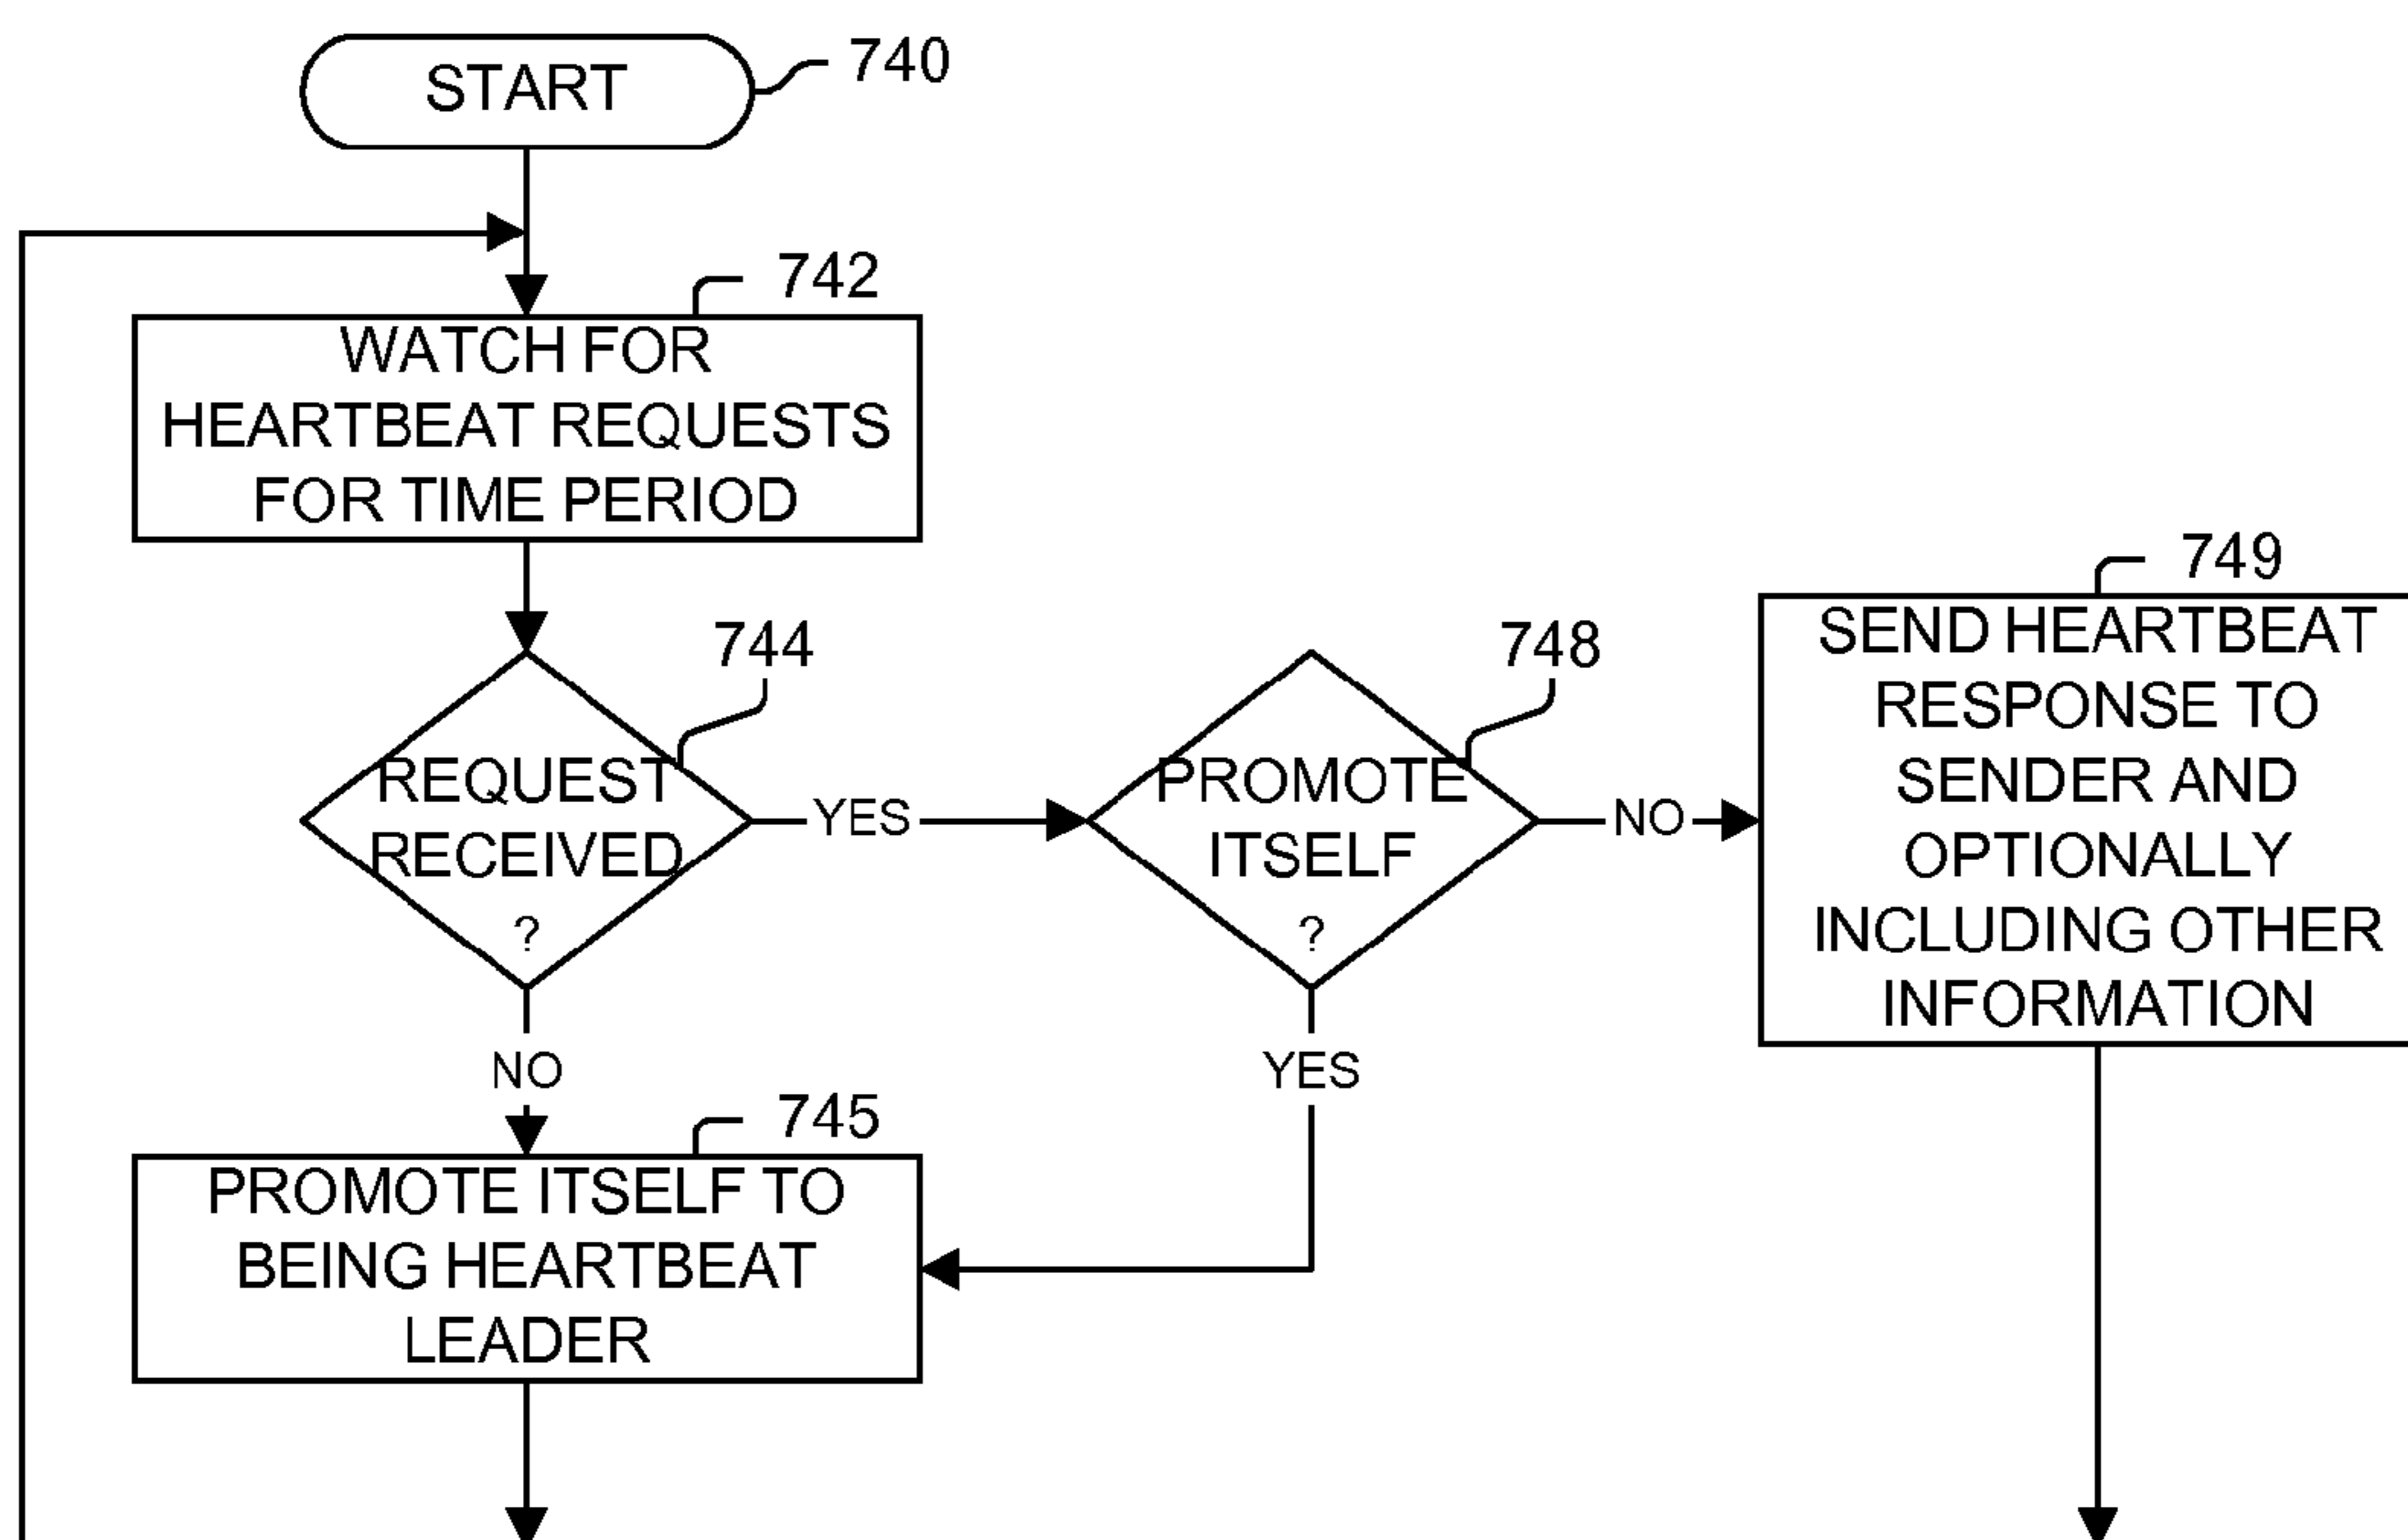 START
740
742
WATCH FOR
HEARTBEAT REQUESTS
FOR TIME PERIOD
744
REQUEST
RECEIVED
?
YES
NO
748
PROMOTE
ITSELF
?
NO
YES
749
SEND HEARTBEAT
RESPONSE TO
SENDER AND
OPTIONALLY
INCLUDING OTHER
INFORMATION
745
PROMOTE ITSELF TO
BEING HEARTBEAT
LEADER